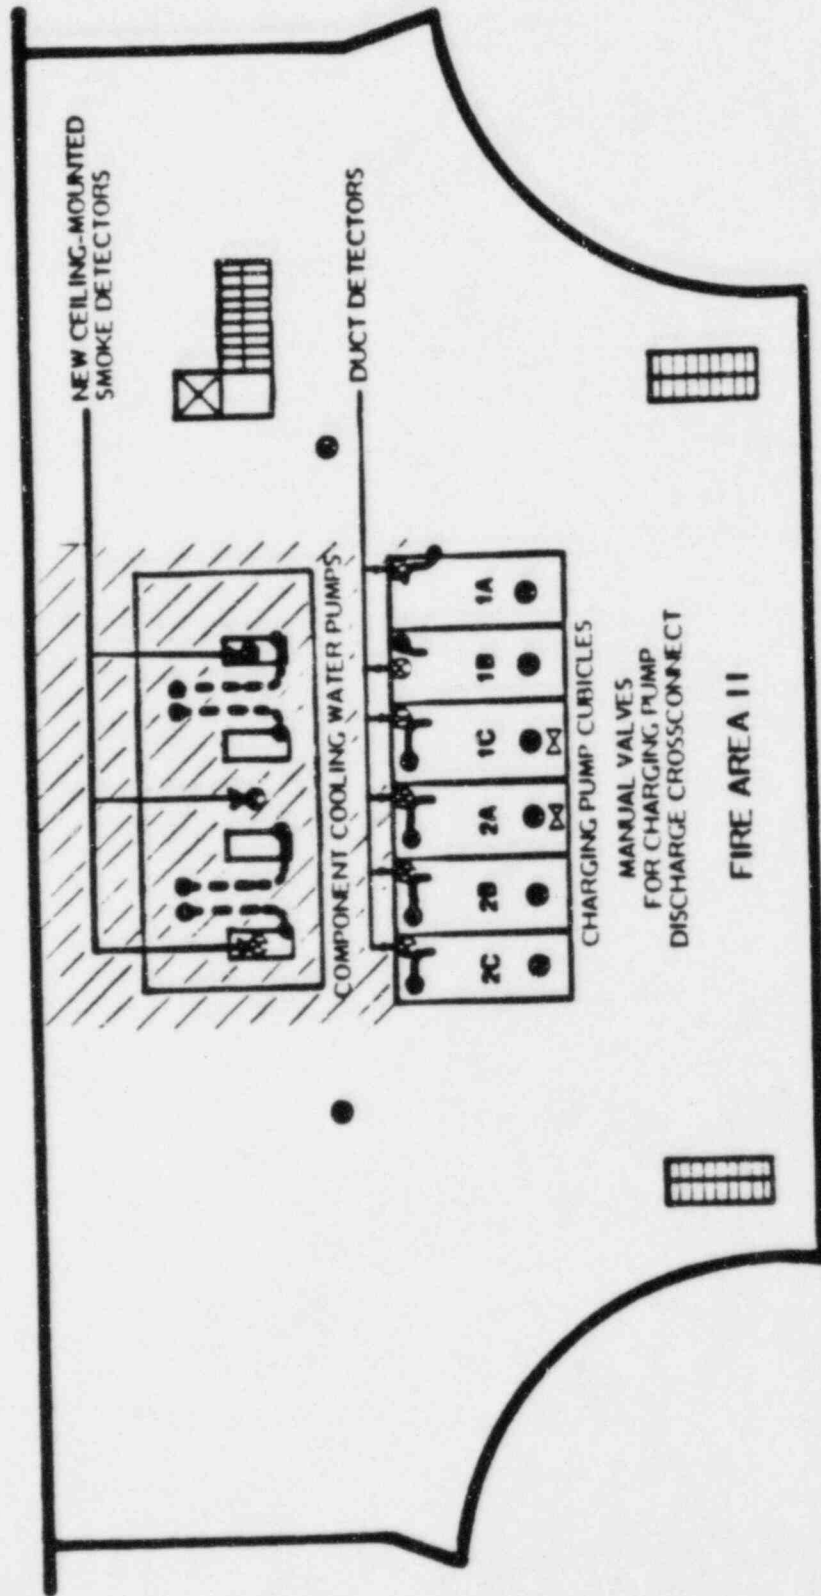 NEW CEILING-MOUNTED
SMOKE DETECTORS
DUCT DETECTORS
COMPONENT COOLING WATER PUMPS
2C
2B
2A
1C
1B
1A
CHARGING PUMP CUBICLES
MANUAL VALVES
FOR CHARGING PUMP
DISCHARGE CROSSCONNECT
FIRE AREA 11